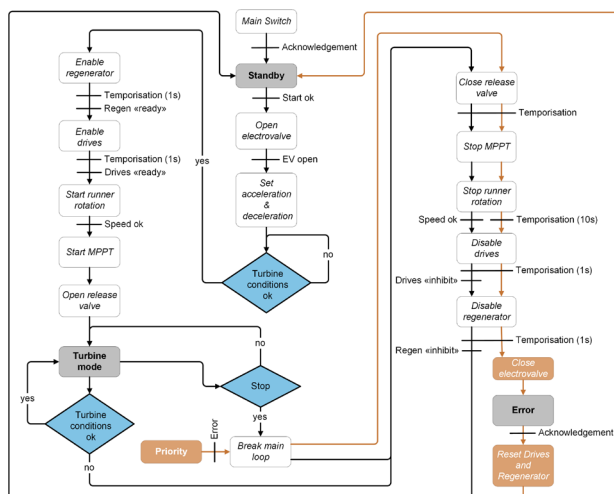 Main Switch
Acknowledgement
Standby
Start ok
Open
electrovalve
EV open
Set
acceleration
&
deceleration
Turbine
conditions
ok
no
yes
Enable
regenerator
Temporisation (1s)
Regen «ready»
Enable
drives
Temporisation (1s)
Drives «ready»
Start runner
rotation
Speed ok
Start MPPT
Open release
valve
Turbine
mode
yes
Turbine
conditions
ok
no
no
Stop
yes
Priority
Error
Break main
loop
Close release
valve
Temporisation
Stop MPPT
Stop runner
rotation
Speed ok
Temporisation (10s)
Disable
drives
Temporisation (1s)
Drives «inhibit»
Disable
regenerator
Temporisation (1s)
Regen «inhibit»
Close
electrovalve
Error
Acknowledgement
Reset Drives
and
Regenerator